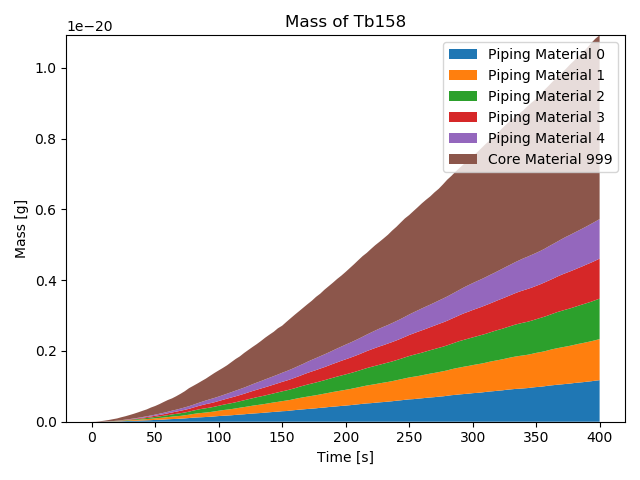 Mass of Tb158
1e−20
1.0
0.8
0.6
0.4
0.2
0.0
Mass [g]
Piping Material 0
Piping Material 1
Piping Material 2
Piping Material 3
Piping Material 4
Core Material 999
0 50 100 150 200 250 300 350 400
Time [s]